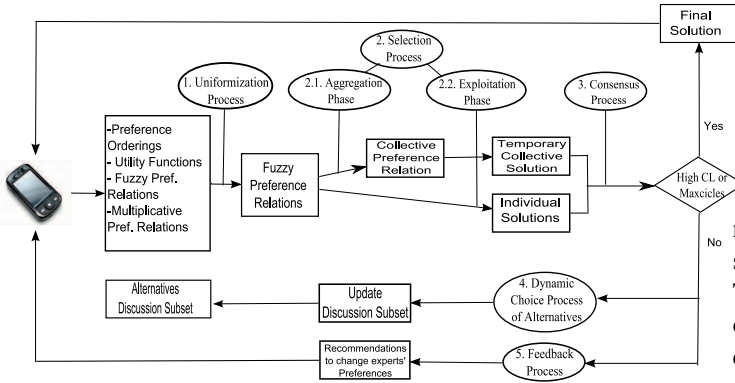 Final
Solution
2. Selection
Process
1. Uniformization
Process
2.1. Aggregation
Phase
2.2. Exploitation
Phase
3. Consensus
Process
Yes
-Preference
Orderings
- Utility Functions
- Fuzzy Pref.
Relations
-Multiplicative
Pref. Relations
Fuzzy
Preference
Relations
Collective
Preference
Relation
Temporary
Collective
Solution
Individual
Solutions
High CL or
Maxcicles
No
Alternatives
Discussion Subset
Update
Discussion Subset
4. Dynamic
Choice Process
of Alternatives
Recommendations
to change experts'
Preferences
5. Feedback
Process